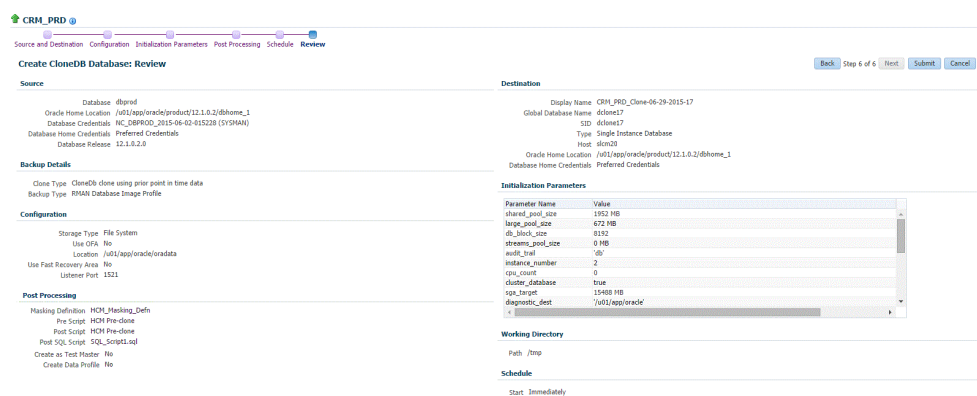 CRM_PRD
Source and Destination Configuration Initialization Parameters Post Processing Schedule Review
Create CloneDB Database: Review
Back Step 6 of 6 Next Submit Cancel
Source
Database dbprod
Oracle Home Location /u01/app/oracle/product/12.1.0.2/dbhome_1
Database Credentials NC_DBPROD_2015-06-02-015228 (SYSMAN)
Database Home Credentials Preferred Credentials
Database Release 12.1.0.2.0
Backup Details
Clone Type CloneDb clone using prior point in time data
Backup Type RMAN Database Image Profile
Configuration
Storage Type File System
Use OFA No
Location /u01/app/oracle/oradata
Use Fast Recovery Area No
Listener Port 1521
Post Processing
Masking Definition HCM_Masking_Defn
Pre Script HCM Pre-clone
Post Script HCM Pre-clone
Post SQL Script SQL_Script1.sql
Create as Test Master No
Create Data Profile No
Destination
Display Name CRM_PRD_Clone-06-29-2015-17
Global Database Name dclone17
SID dclone17
Type Single Instance Database
Host slcm20
Oracle Home Location /u01/app/oracle/product/12.1.0.2/dbhome_1
Database Home Credentials Preferred Credentials
Initialization Parameters
Parameter Name Value
shared_pool_size 1952 MB
large_pool_size 672 MB
db_block_size 8192
streams_pool_size 0 MB
audit_trail 'db'
instance_number 2
cpu_count 0
cluster_database true
sga_target 15488 MB
diagnostic_dest '/u01/app/oracle'
Working Directory
Path /tmp
Schedule
Start Immediately